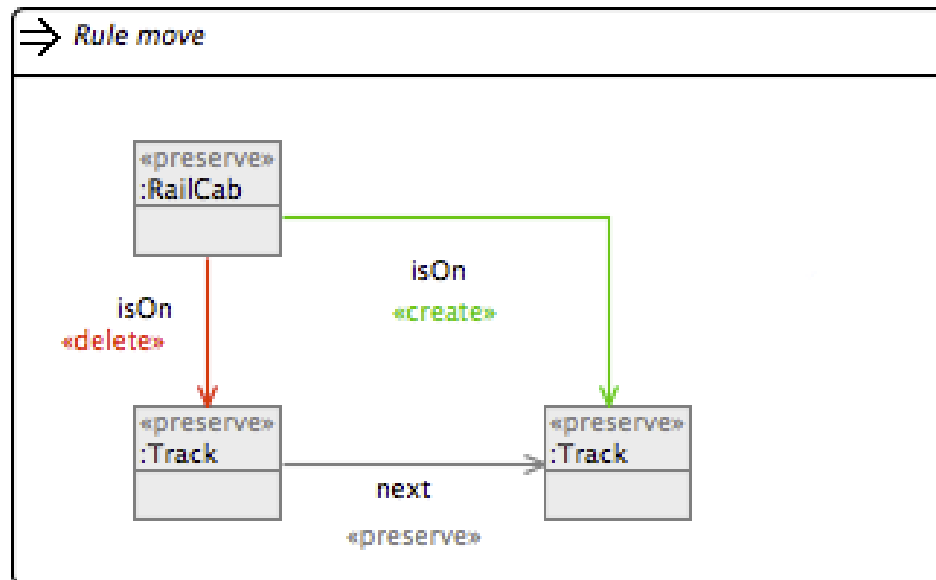 Rule move
«preserve»
:RailCab
isOn
«create»
isOn
«delete»
«preserve»
:Track
«preserve»
:Track
next
«preserve»